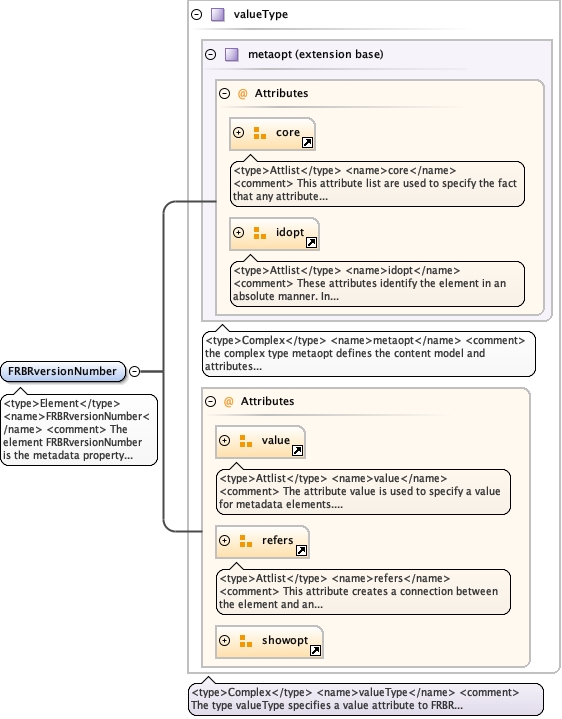 valueType
metaopt (extension base)
@ Attributes
core
<type>Attlist</type> <name>core</name>
<comment> This attribute list are used to specify the fact
that any attribute...
idopt
<type>Attlist</type> <name>idopt</name>
<comment> These attributes identify the element in an
absolute manner. In...
<type>Complex</type> <name>metaopt</name> <comment>
the complex type metaopt defines the content model and
attributes...
FRBRversionNumber
<type>Element</type>
<name>FRBRversionNumber<
/name> <comment> The
element FRBRversionNumber
is the metadata property...
@ Attributes
value
<type>Attlist</type> <name>value</name>
<comment> The attribute value is used to specify a value
for metadata elements....
refers
<type>Attlist</type> <name>refers</name>
<comment> This attribute creates a connection between
the element and an...
showopt
<type>Complex</type> <name>valueType</name> <comment>
The type valueType specifies a value attribute to FRBR...